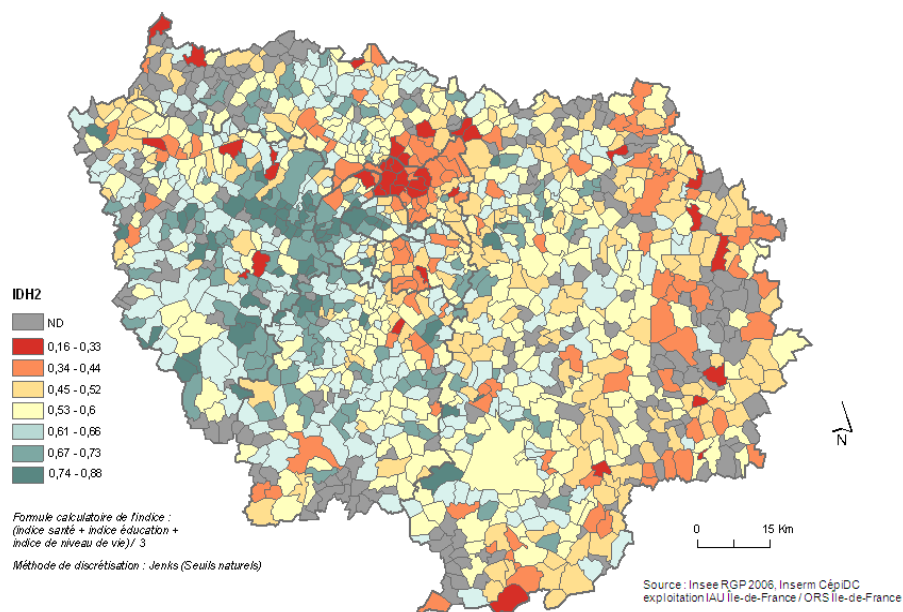 IDH2
ND
0,16 - 0,33
0,34 - 0,44
0,45 - 0,52
0,53 - 0,6
0,61 - 0,66
0,67 - 0,73
0,74 - 0,88
Formule calculatoire de l'indice :
(indice santé + indice éducation +
indice de niveau de vie) / 3
Méthode de discrétisation : Jenks (Seuils naturels)
N
0 15 Km
Source : Insee RGP 2006, Inserm CépiDC
exploitation IAU Île-de-France / ORS Île-de-France